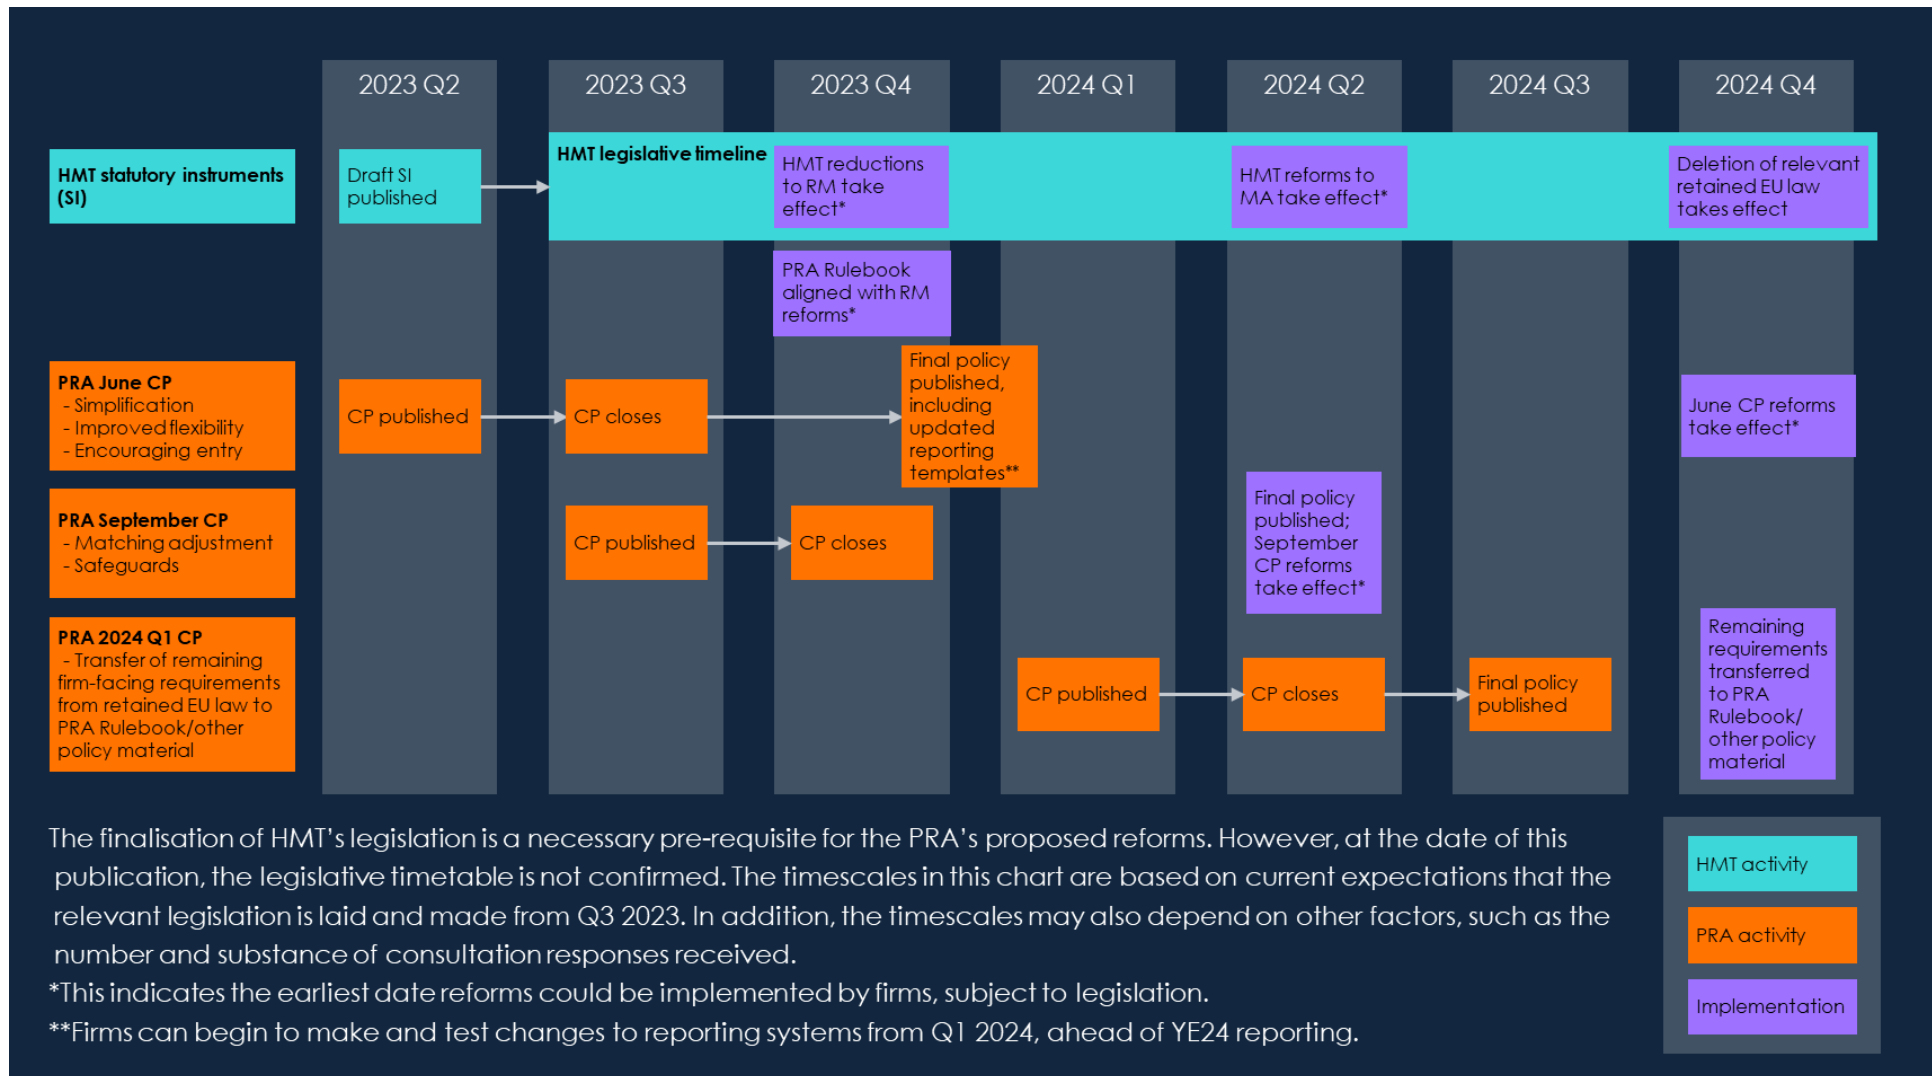 2023 Q2
2023 Q3
2023 Q4
2024 Q1
2024 Q2
2024 Q3
2024 Q4
HMT statutory instruments
(SI)
Draft SI
published
HMT legislative timeline
HMT reductions
to RM take
effect*
HMT reforms to
MA take effect*
Deletion of relevant
retained EU law
takes effect
PRA Rulebook
aligned with RM
reforms*
PRA June CP
- Simplification
- Improved flexibility
- Encouraging entry
CP published
CP closes
Final policy
published,
including
updated
reporting
templates**
June CP reforms
take effect*
PRA September CP
- Matching adjustment
- Safeguards
CP published
CP closes
Final policy
published;
September
CP reforms
take effect*
PRA 2024 Q1 CP
- Transfer of remaining
firm-facing requirements
from retained EU law to
PRA Rulebook/other
policy material
CP published
CP closes
Final policy
published
Remaining
requirements
transferred
to PRA
Rulebook/
other policy
material
The finalisation of HMT's legislation is a necessary pre-requisite for the PRA's proposed reforms. However, at the date of this
publication, the legislative timetable is not confirmed. The timescales in this chart are based on current expectations that the
relevant legislation is laid and made from Q3 2023. In addition, the timescales may also depend on other factors, such as the
number and substance of consultation responses received.
*This indicates the earliest date reforms could be implemented by firms, subject to legislation.
**Firms can begin to make and test changes to reporting systems from Q1 2024, ahead of YE24 reporting.
HMT activity
PRA activity
Implementation